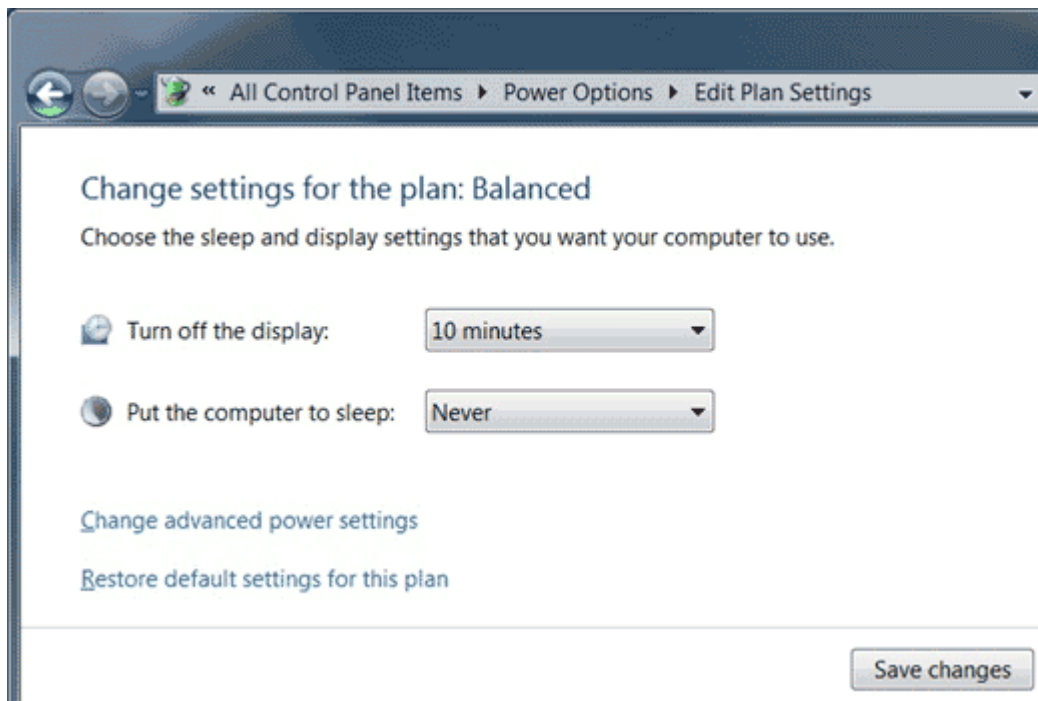 « All Control Panel Items ▸ Power Options ▸ Edit Plan Settings
Change settings for the plan: Balanced
Choose the sleep and display settings that you want your computer to use.
Turn off the display: 10 minutes
Put the computer to sleep: Never
Change advanced power settings
Restore default settings for this plan
Save changes